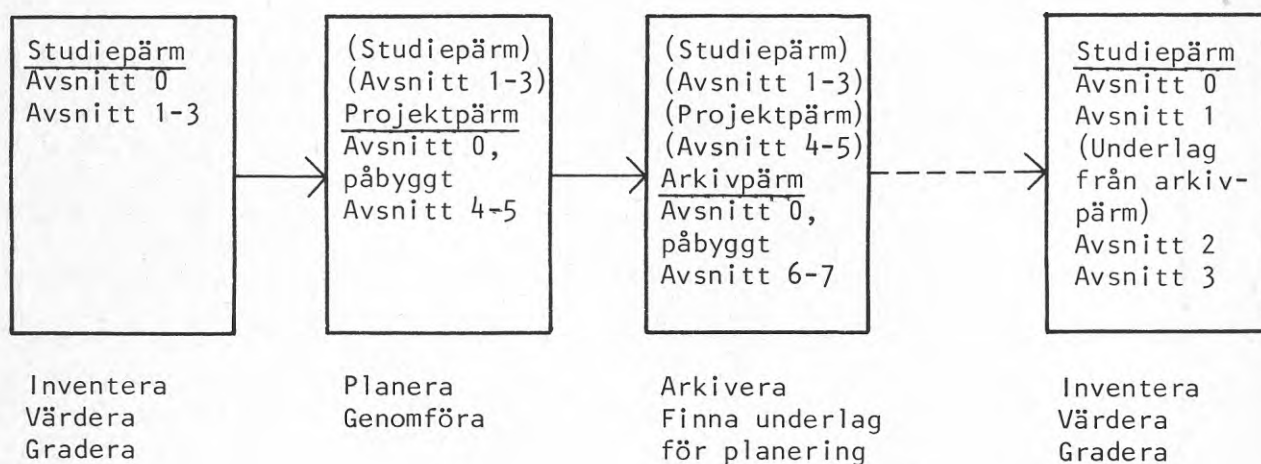 Studiepärm
Avsnitt 0
Avsnitt 1-3
(Studiepärm)
(Avsnitt 1-3)
Projektpärm
Avsnitt 0,
påbyggt
Avsnitt 4-5
(Studiepärm)
(Avsnitt 1-3)
(Projektpärm)
(Avsnitt 4-5)
Arkivpärm
Avsnitt 0,
påbyggt
Avsnitt 6-7
Studiepärm
Avsnitt 0
Avsnitt 1
(Underlag
från arkiv-
pärm)
Avsnitt 2
Avsnitt 3
Inventera
Värdera
Gradera
Planera
Genomföra
Arkivera
Finna underlag
för planering
Inventera
Värdera
Gradera